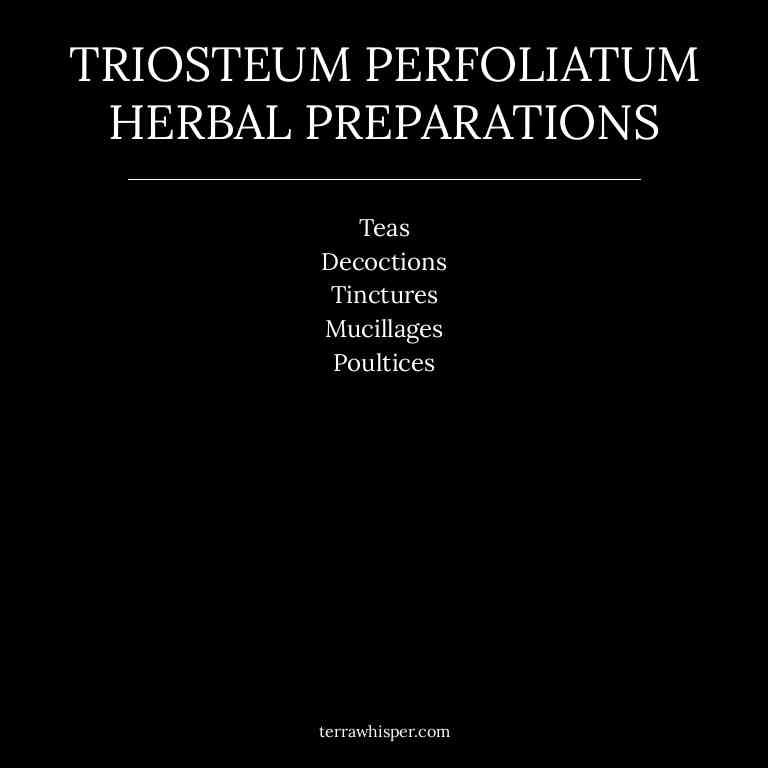 TRIOSTEUM PERFOLIATUM
HERBAL PREPARATIONS
Teas
Decoctions
Tinctures
Mucillages
Poultices
terrawhisper.com